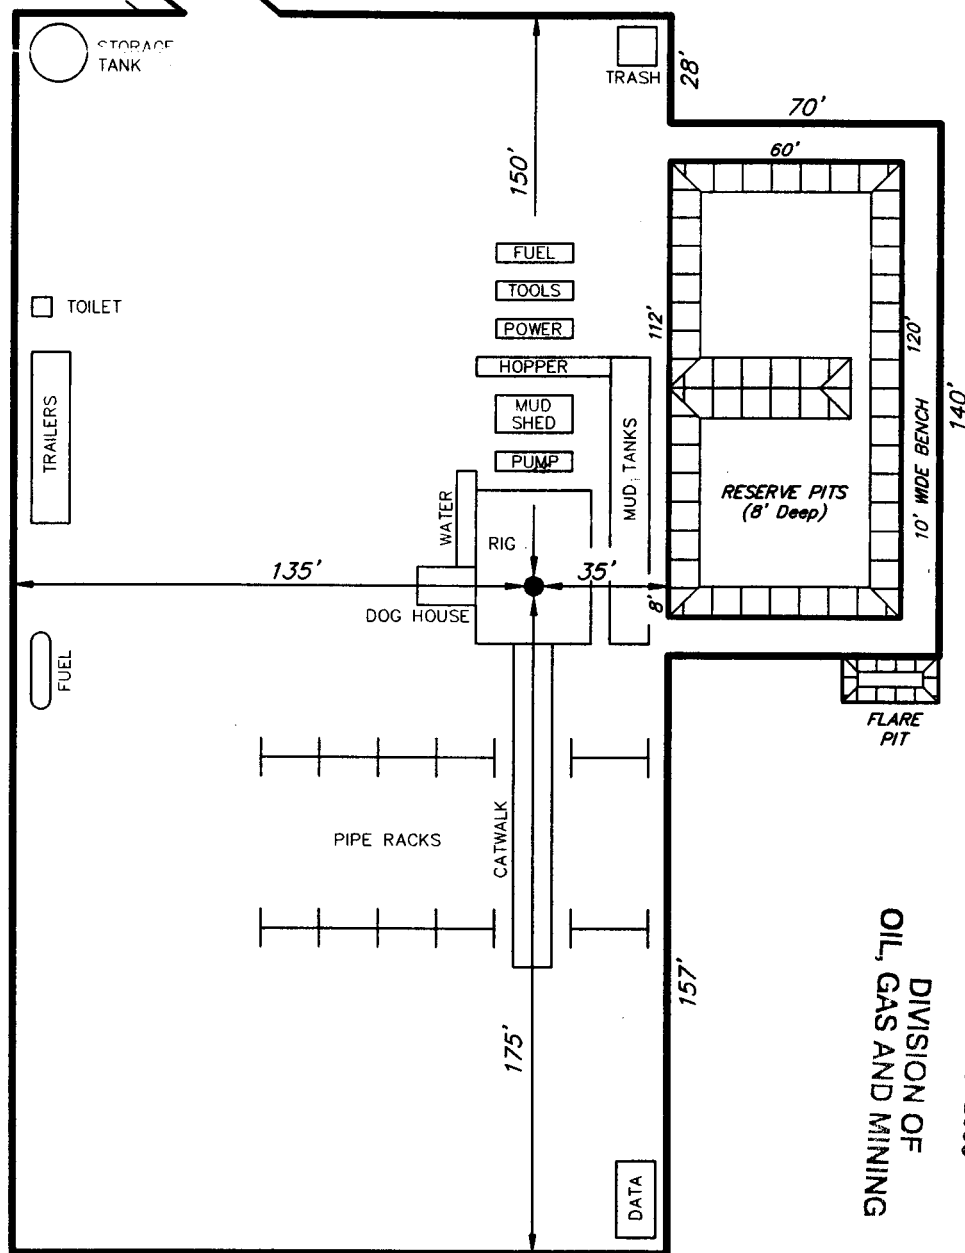 STORAGE
TANK
TRASH
28'
70'
60'
150'
FUEL
TOOLS
POWER
HOPPER
MUD
SHED
PUMP
TOILET
TRAILERS
WATER
RIG
MUD TANKS
112'
120'
10' WIDE BENCH
140'
RESERVE PITS
(8' Deep)
135'
35'
8'
DOG HOUSE
FUEL
FLARE
PIT
PIPE RACKS
CATWALK
157'
175'
DATA
DIVISION OF
OIL, GAS AND MINING